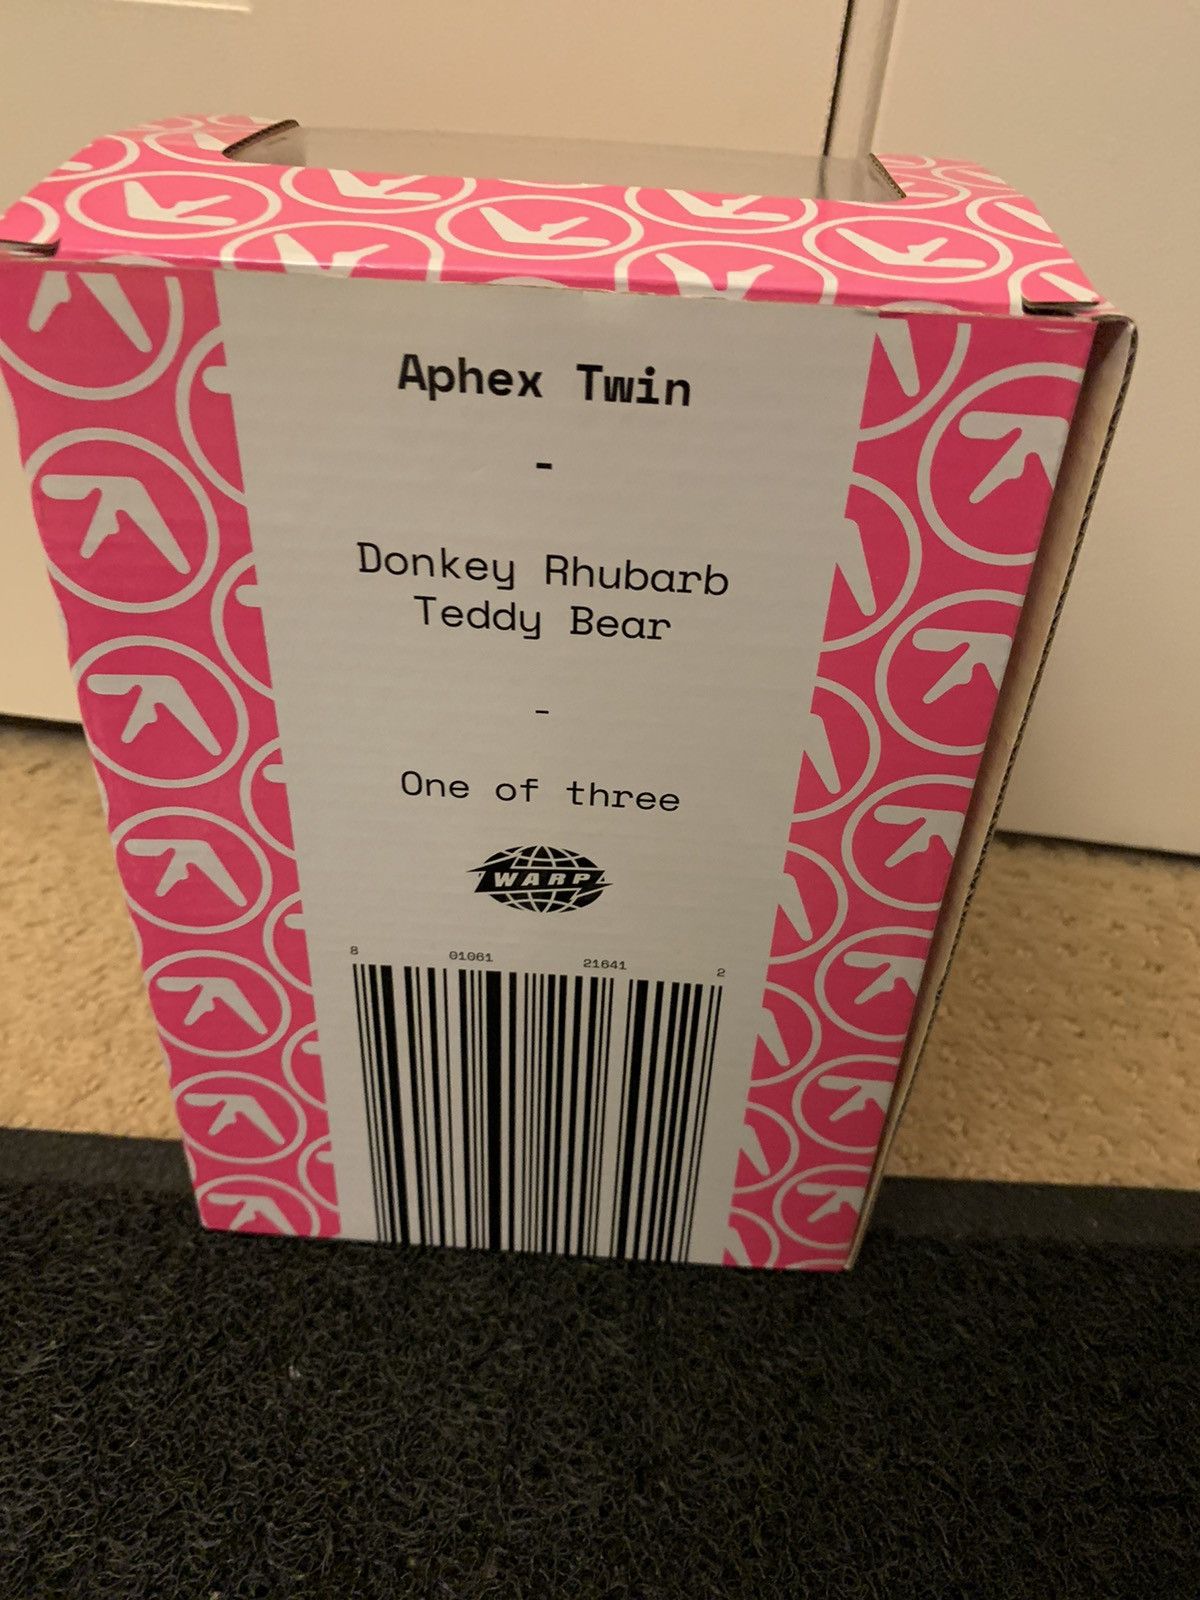 Aphex Twin
-
Donkey Rhubarb
Teddy Bear
-
One of three
WARP
8 01061 21641 2